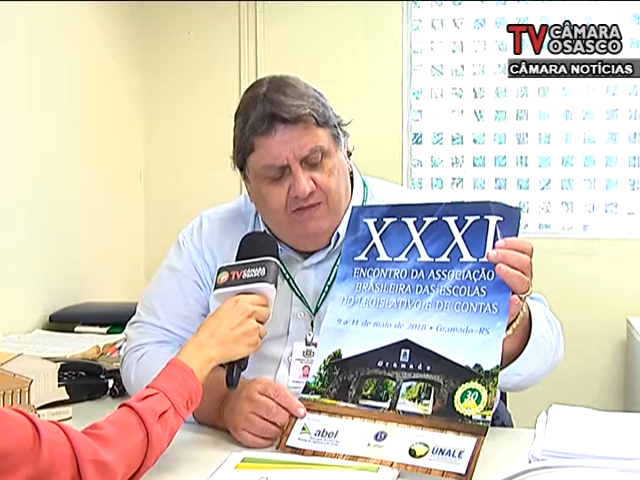 TV CÂMARA
OSASCO
CÂMARA NOTÍCIAS
XXXI
ENCONTRO DA ASSOCIAÇÃO
BRASILEIRA DAS ESCOLAS
DO LEGISLATIVO E DE CONTAS
9 a 11 de maio de 2018 • Gramado-RS
Gramado
30
TV CÂMARA
OSASCO
abel
UNALE